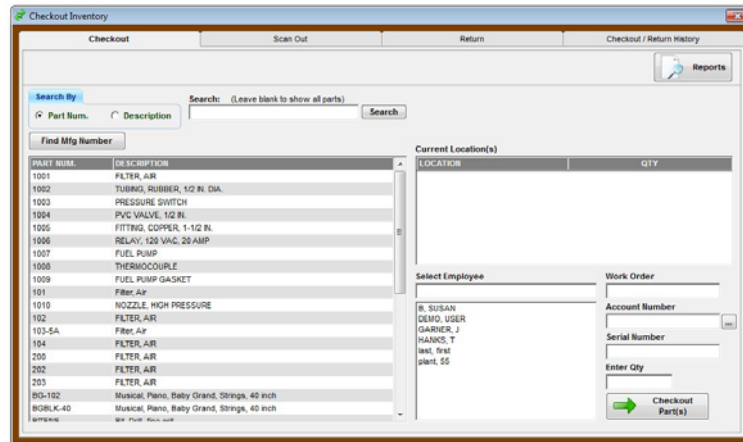 Checkout Inventory
Checkout Scan Out Return Checkout / Return History
Reports
Search By
Part Num. Description
Search: (Leave blank to show all parts)
Search
Find Mfg Number
PART NUM. DESCRIPTION
1001 FILTER, AIR
1002 TUBING, RUBBER, 1/2 IN. DIA.
1003 PRESSURE SWITCH
1004 PVC VALVE, 1/2 IN.
1005 FITTING, COPPER, 1-1/2 IN.
1006 RELAY, 120 VAC, 20 AMP
1007 FUEL PUMP
1008 THERMOCOUPLE
1009 FUEL PUMP GASKET
101 Filter, Air
1010 NOZZLE, HIGH PRESSURE
102 FILTER, AIR
103-5A Filter, Air
104 FILTER, AIR
200 FILTER, AIR
202 FILTER, AIR
203 FILTER, AIR
BG-102 Musical, Piano, Baby Grand, Strings, 40 inch
BGBLK-40 Musical, Piano, Baby Grand, Strings, 40 inch
Current Location(s)
LOCATION QTY
Select Employee
B, SUSAN
DEMO, USER
GARNER, J
HANKS, T
last, first
plant, 55
Work Order
Account Number
...
Serial Number
Enter Qty
Checkout
Part(s)